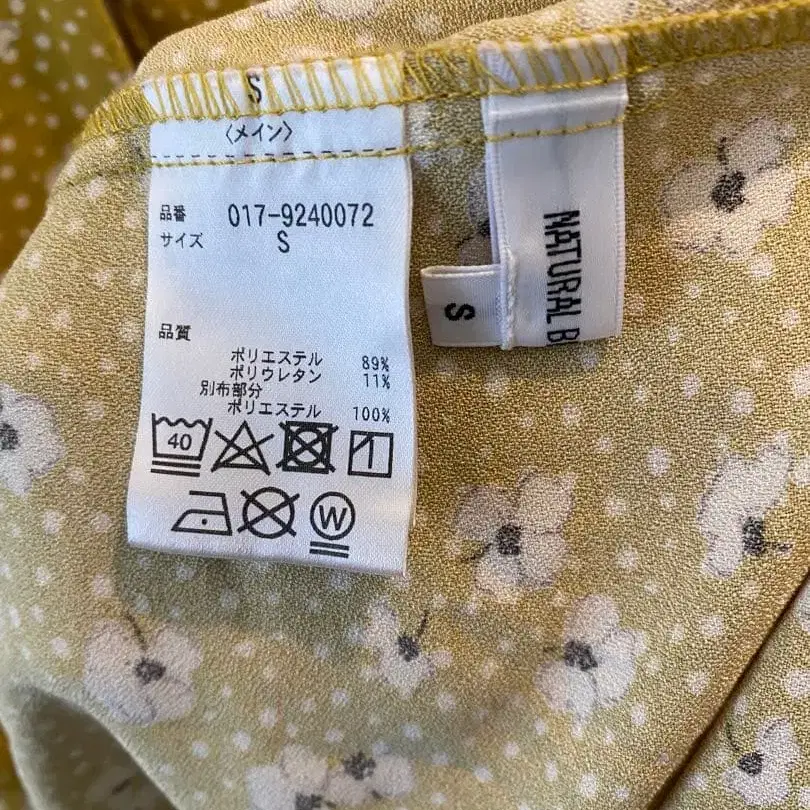 S
〈メイン〉
品番 017-9240072
サイズ S
品質
ポリエステル 89%
ポリウレタン 11%
別布部分
ポリエステル 100%
40
W
NATURAL B
S